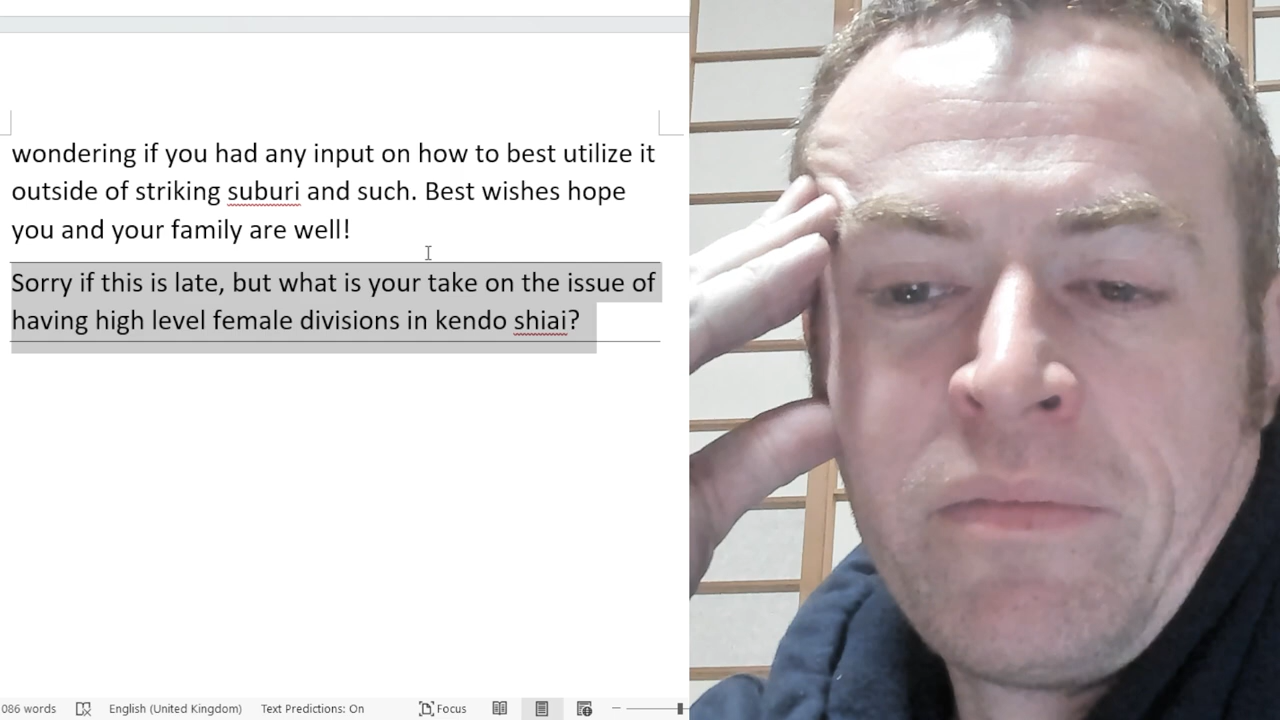 wondering if you had any input on how to best utilize it
outside of striking suburi and such. Best wishes hope
you and your family are well!
Sorry if this is late, but what is your take on the issue of
having high level female divisions in kendo shiai?
086 words English (United Kingdom) Text Predictions: On Focus